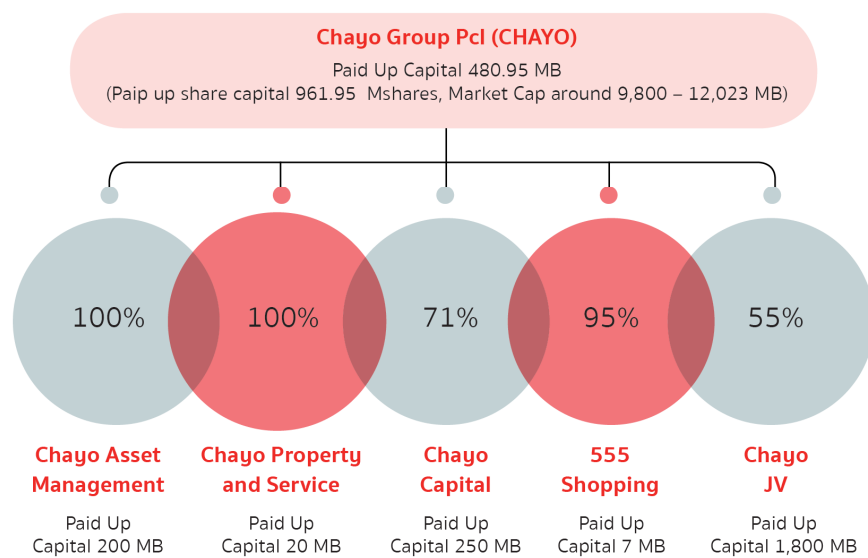 Chayo Group Pcl (CHAYO)
Paid Up Capital 480.95 MB
(Paip up share capital 961.95 Mshares, Market Cap around 9,800 – 12,023 MB)
100%
100%
71%
95%
55%
Chayo Asset
Management
Paid Up
Capital 200 MB
Chayo Property
and Service
Paid Up
Capital 20 MB
Chayo
Capital
Paid Up
Capital 250 MB
555
Shopping
Paid Up
Capital 7 MB
Chayo
JV
Paid Up
Capital 1,800 MB